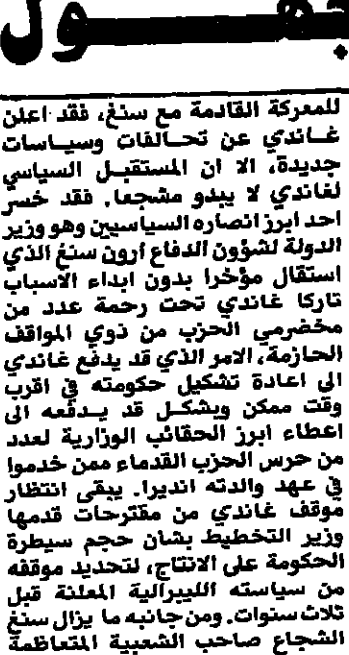 للمعركة القادمة مع سنغ، فقد اعلن
غاندي عن تحالفات وسياسات
جديدة، الا ان المستقبل السياسي
لغاندي لا يبدو مشجعا. فقد خسر
احد ابرز انصاره السياسيين وهو وزير
الدولة لشؤون الدفاع ارون سنغ الذي
استقال مؤخرا بدون ابداء الاسباب
تاركا غاندي تحت رحمة عدد من
مخضرمي الحزب من ذوي المواقف
الحازمة، الامر الذي قد يدفع غاندي
الى اعادة تشكيل حكومته في اقرب
وقت ممكن ويشكل قد يدفعه الى
اعطاء ابرز الحقائب الوزارية لعدد
من حرس الحزب القدماء ممن خدموا
في عهد والدته انديرا. يبقى انتظار
موقف غاندي من مقترحات قدمها
وزير التخطيط بشان حجم سيطرة
الحكومة على الانتاج، لتحديد موقفه
من سياسته الليبرالية المعلنة قبل
ثلاث سنوات. ومن جانبه ما يزال سنغ
الشجاع صاحب الشعبية المتعاظمة